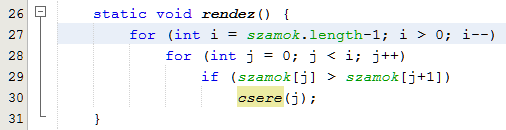 26 static void rendez() {
27 for (int i = szamok.length-1; i > 0; i--)
28 for (int j = 0; j < i; j++)
29 if (szamok[j] > szamok[j+1])
30 csere(j);
31 }